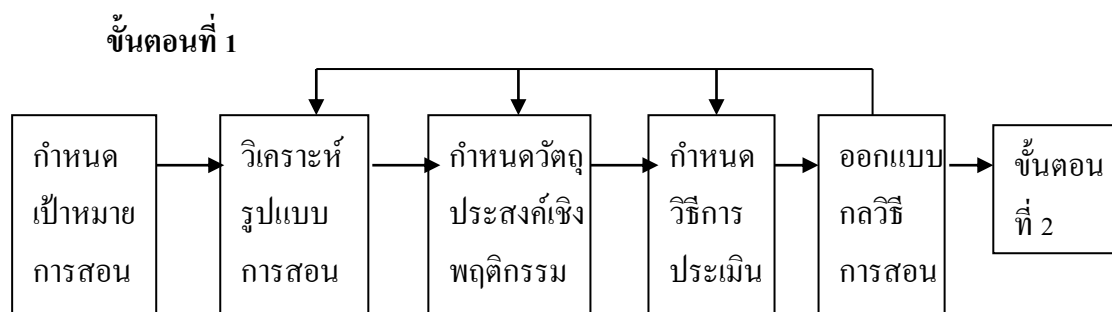 ขั้นตอนที่ 1
กำหนด
เป้าหมาย
การสอน
วิเคราะห์
รูปแบบ
การสอน
กำหนดวัตถุ
ประสงค์เชิง
พฤติกรรม
กำหนด
วิธีการ
ประเมิน
ออกแบบ
กลวิธี
การสอน
ขั้นตอน
ที่ 2